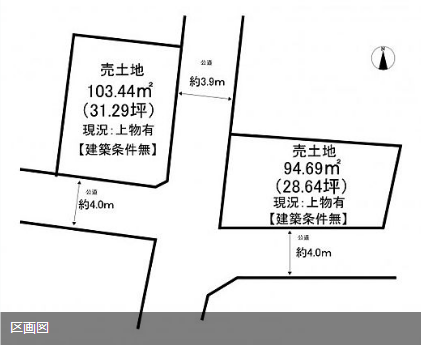 売土地
103.44㎡
(31.29坪)
現況：上物有
【建築条件無】
公道
約3.9m
売土地
94.69㎡
(28.64坪)
現況：上物有
【建築条件無】
公道
約4.0m
公道
約4.0m
区画図